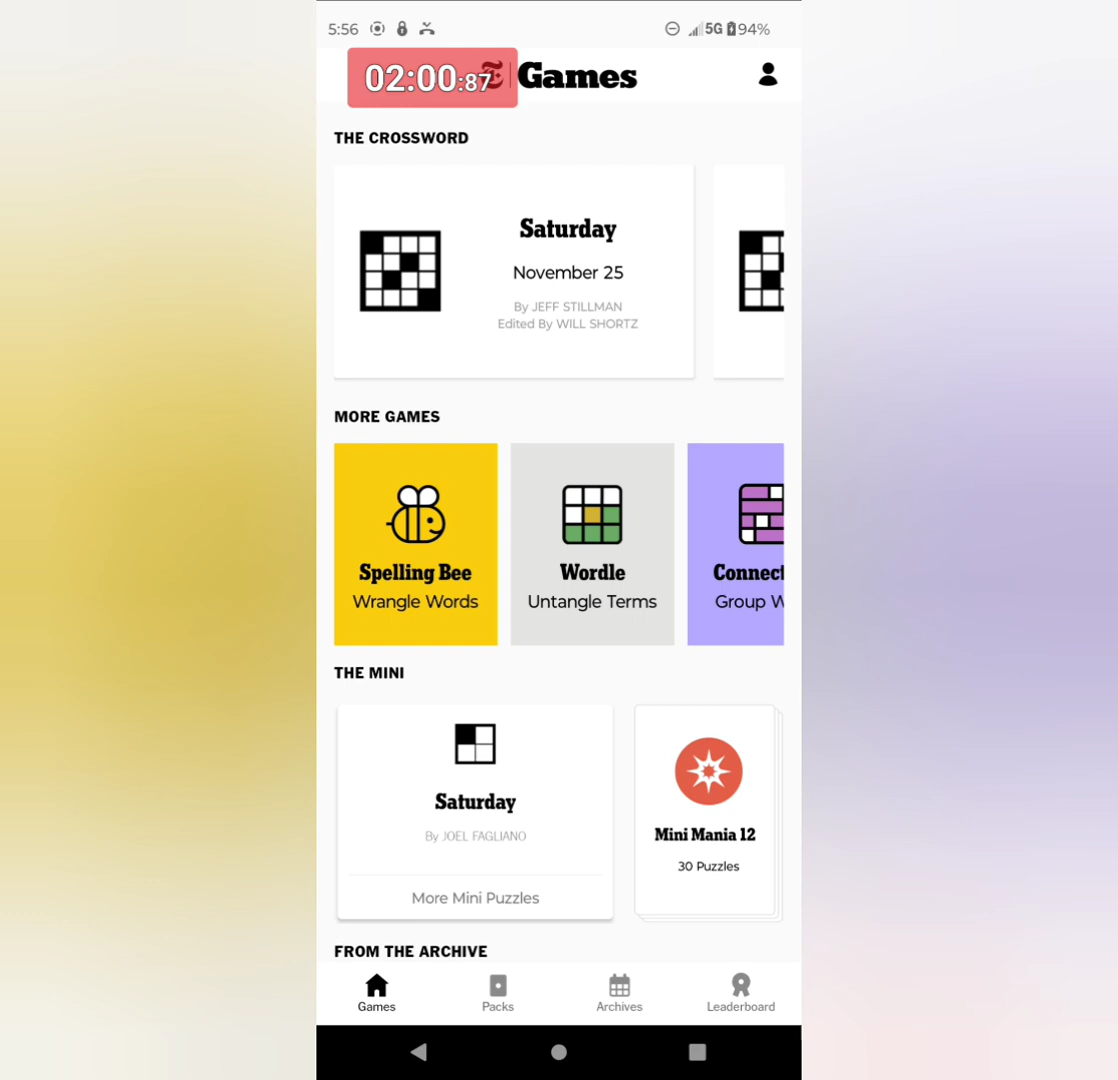 5:56
5G 94%
02:00:87
T Games
THE CROSSWORD
Saturday
November 25
By JEFF STILLMAN
Edited By WILL SHORTZ
MORE GAMES
Spelling Bee
Wrangle Words
Wordle
Untangle Terms
Connect
Group W
THE MINI
Saturday
By JOEL FAGLIANO
More Mini Puzzles
Mini Mania 12
30 Puzzles
FROM THE ARCHIVE
Games
Packs
Archives
Leaderboard